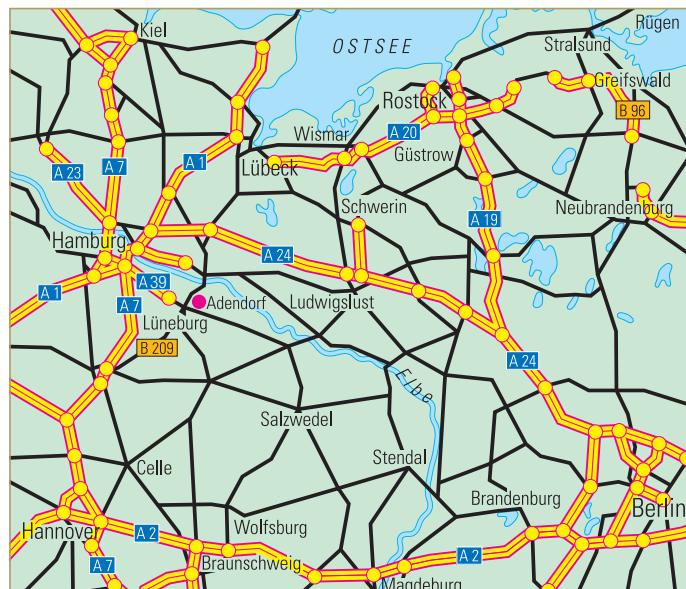 Rügen
Kiel
OSTSEE
Stralsund
Greifswald
Rostock
B 96
Wismar
A 20
A 7
A 1
Lübeck
Güstrow
A 23
Schwerin
A 19
Neubrandenburg
Hamburg
A 24
A 39
A 1
A 7
Adendorf
Ludwigslust
Lüneburg
B 209
A 24
Elbe
Salzwedel
Celle
Stendal
Brandenburg
Berlin
Hannover
A 2
Wolfsburg
A 2
A 7
Braunschweig
Magdeburg